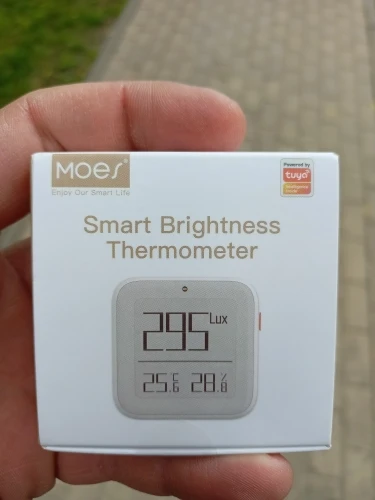 MOES
Enjoy Our Smart Life
Powered by
tuya
Smart Brightness
Thermometer
295 Lux
25.6 °C 28.8 %